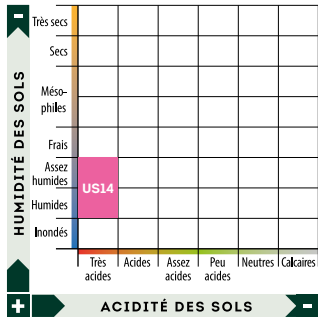 -
HUMIDITÉ DES SOLS
Très secs
Secs
Méso-
philes
Frais
Assez
humides
Humides
Inondés
US14
Très
acides
Acides
Assez
acides
Peu
acides
Neutres
Calcaires
+
ACIDITÉ DES SOLS
-